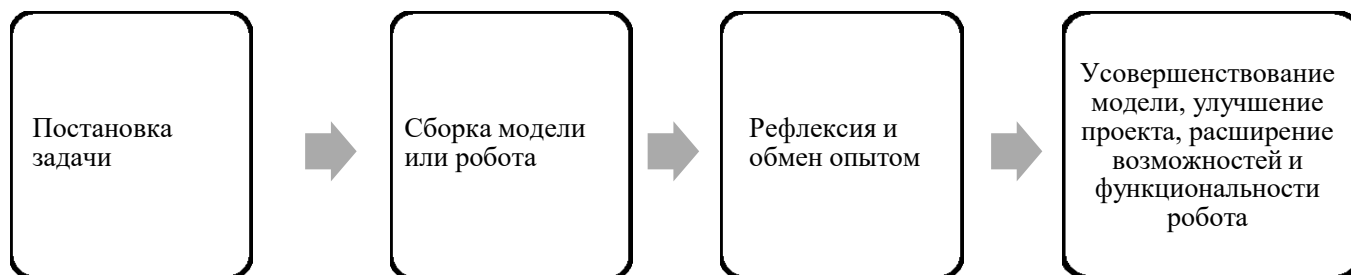 Постановка
задачи
Сборка модели
или робота
Рефлексия и
обмен опытом
Усовершенствование
модели, улучшение
проекта, расширение
возможностей и
функциональности
робота